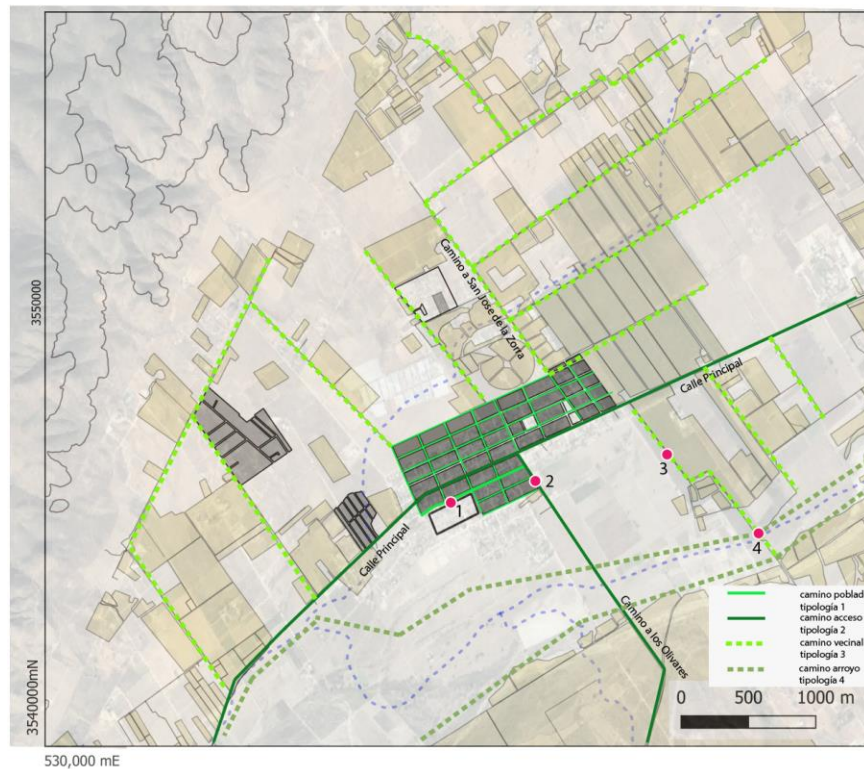 Camino a San Jose de la Zorra
3550000
Calle Principal
1
2
3
4
Calle Principal
Camino a los Olivares
camino poblad
tipología 1
camino acceso
tipología 2
camino vecinal
tipología 3
camino arroyo
tipología 4
0 500 1000 m
3540000mN
530,000 mE